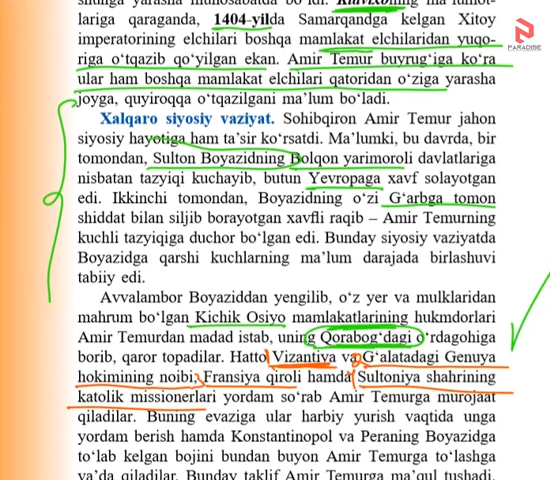 shunga yarasha munosabatda bo‘ldi. Klavixoning ma’lumot-
lariga qaraganda, 1404-yilda Samarqandga kelgan Xitoy
imperatorining elchilari boshqa mamlakat elchilaridan yuqo-
riga o‘tqazib qo‘yilgan ekan. Amir Temur buyrug‘iga ko‘ra
ular ham boshqa mamlakat elchilari qatoridan o‘ziga yarasha
joyga, quyiroqqa o‘tqazilgani ma’lum bo‘ladi.
Xalqaro siyosiy vaziyat. Sohibqiron Amir Temur jahon
siyosiy hayotiga ham ta’sir ko‘rsatdi. Ma’lumki, bu davrda, bir
tomondan, Sulton Boyazidning Bolqon yarimoroli davlatlariga
nisbatan tazyiqi kuchayib, butun Yevropaga xavf solayotgan
edi. Ikkinchi tomondan, Boyazidning o‘zi G‘arbga tomon
shiddat bilan siljib borayotgan xavfli raqib – Amir Temurning
kuchli tazyiqiga duchor bo‘lgan edi. Bunday siyosiy vaziyatda
Boyazidga qarshi kuchlarning ma’lum darajada birlashuvi
tabiiy edi.
Avvalambor Boyaziddan yengilib, o‘z yer va mulklaridan
mahrum bo‘lgan Kichik Osiyo mamlakatlarining hukmdorlari
Amir Temurdan madad istab, uning Qorabog‘dagi o‘rdagohiga
borib, qaror topadilar. Hatto Vizantiya va G‘alatadagi Genuya
hokimining noibi, Fransiya qiroli hamda Sultoniya shahrining
katolik missionerlari yordam so‘rab Amir Temurga murojaat
qiladilar. Buning evaziga ular harbiy yurish vaqtida unga
yordam berish hamda Konstantinopol va Peraning Boyazidga
to‘lab kelgan bojini bundan buyon Amir Temurga to‘lashga
va’da qiladilar. Bunday taklif Amir Temurga ma’qul tushadi.
PARADISE